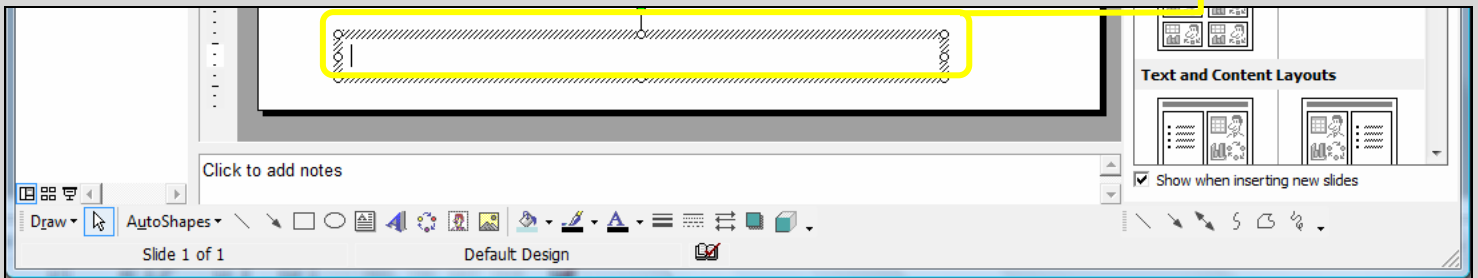 Text and Content Layouts
Click to add notes
Show when inserting new slides
Draw AutoShapes
Slide 1 of 1 Default Design